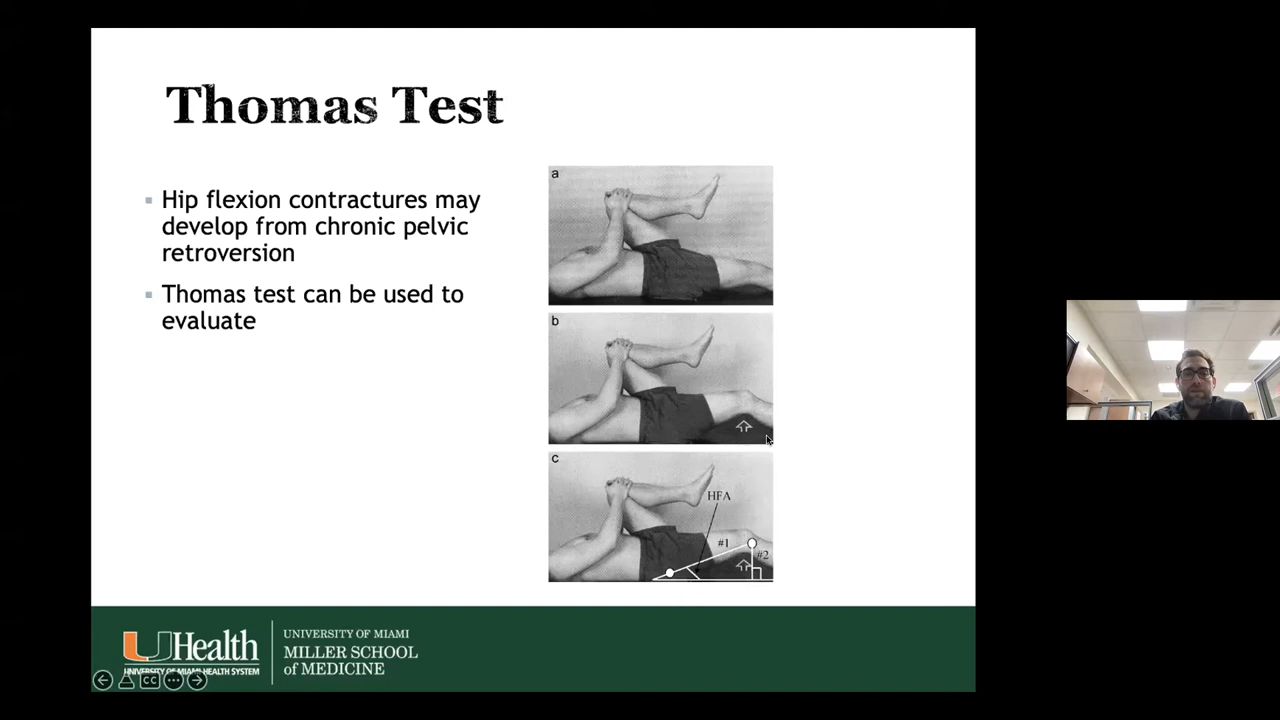 Thomas Test
Hip flexion contractures may
develop from chronic pelvic
retroversion
Thomas test can be used to
evaluate
a
b
c
HFA
#1
#2
UHealth
UNIVERSITY OF MIAMI HEALTH SYSTEM
UNIVERSITY OF MIAMI
MILLER SCHOOL
of MEDICINE
CC